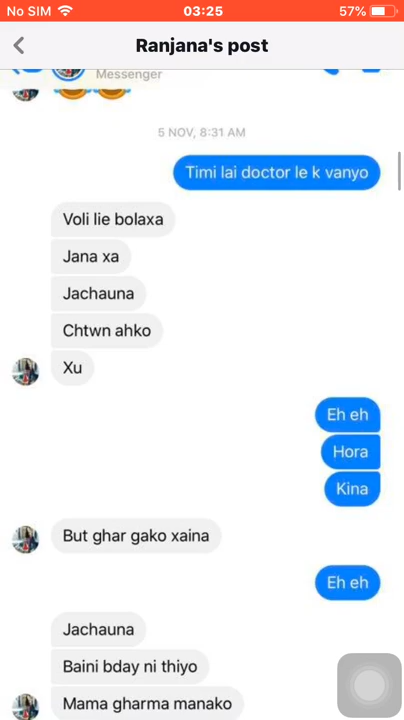 No SIM 03:25 57%
Ranjana's post
Messenger
5 NOV, 8:31 AM
Timi lai doctor le k vanyo
Voli lie bolaxa
Jana xa
Jachauna
Chtwn ahko
Xu
Eh eh
Hora
Kina
But ghar gako xaina
Eh eh
Jachauna
Baini bday ni thiyo
Mama gharma manako